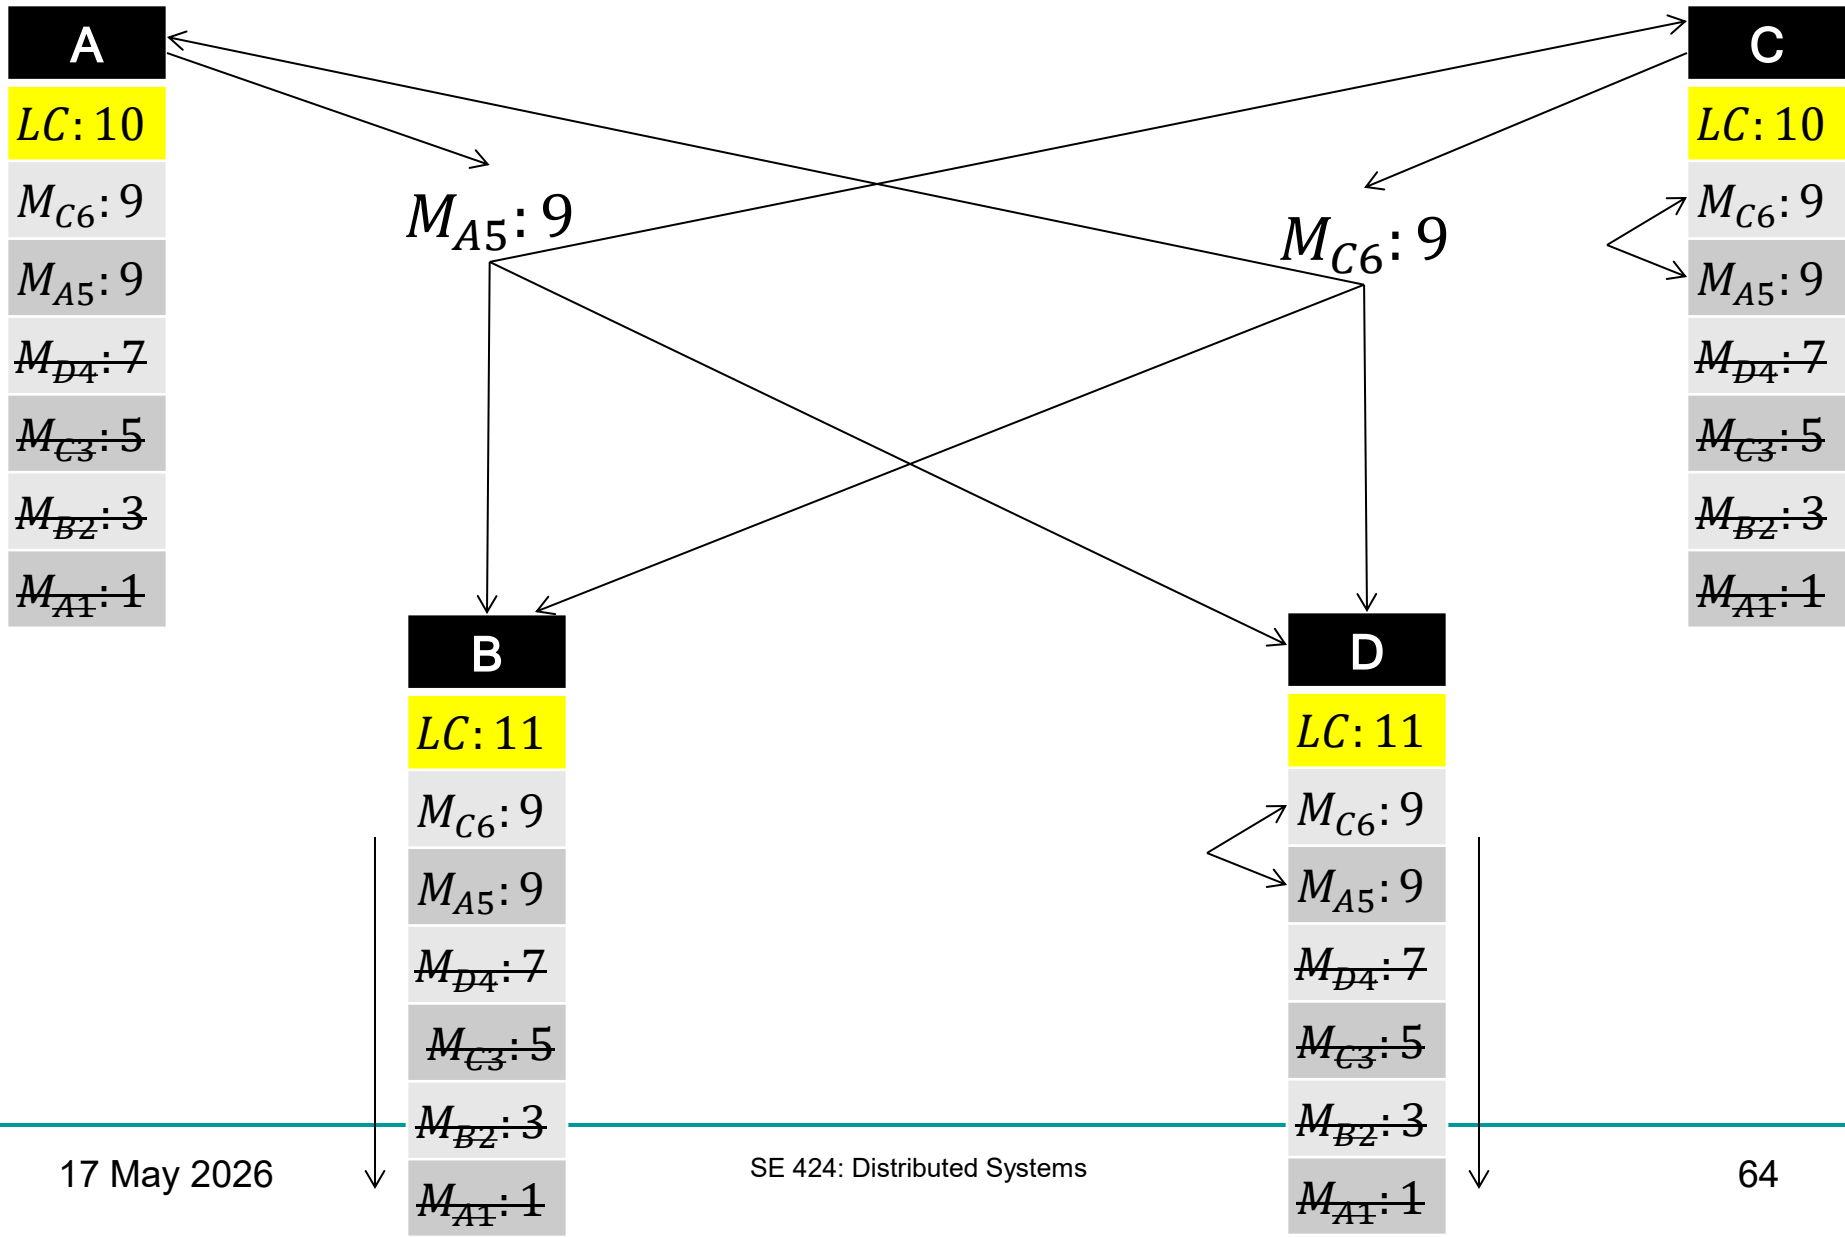 A
LC: 10
M_C6: 9
M_A5: 9
M_D4: 7
M_C3: 5
M_B2: 3
M_A1: 1
M_A5: 9
M_C6: 9
C
LC: 10
M_C6: 9
M_A5: 9
M_D4: 7
M_C3: 5
M_B2: 3
M_A1: 1
B
LC: 11
M_C6: 9
M_A5: 9
M_D4: 7
M_C3: 5
M_B2: 3
M_A1: 1
D
LC: 11
M_C6: 9
M_A5: 9
M_D4: 7
M_C3: 5
M_B2: 3
M_A1: 1
17 May 2026
SE 424: Distributed Systems
64